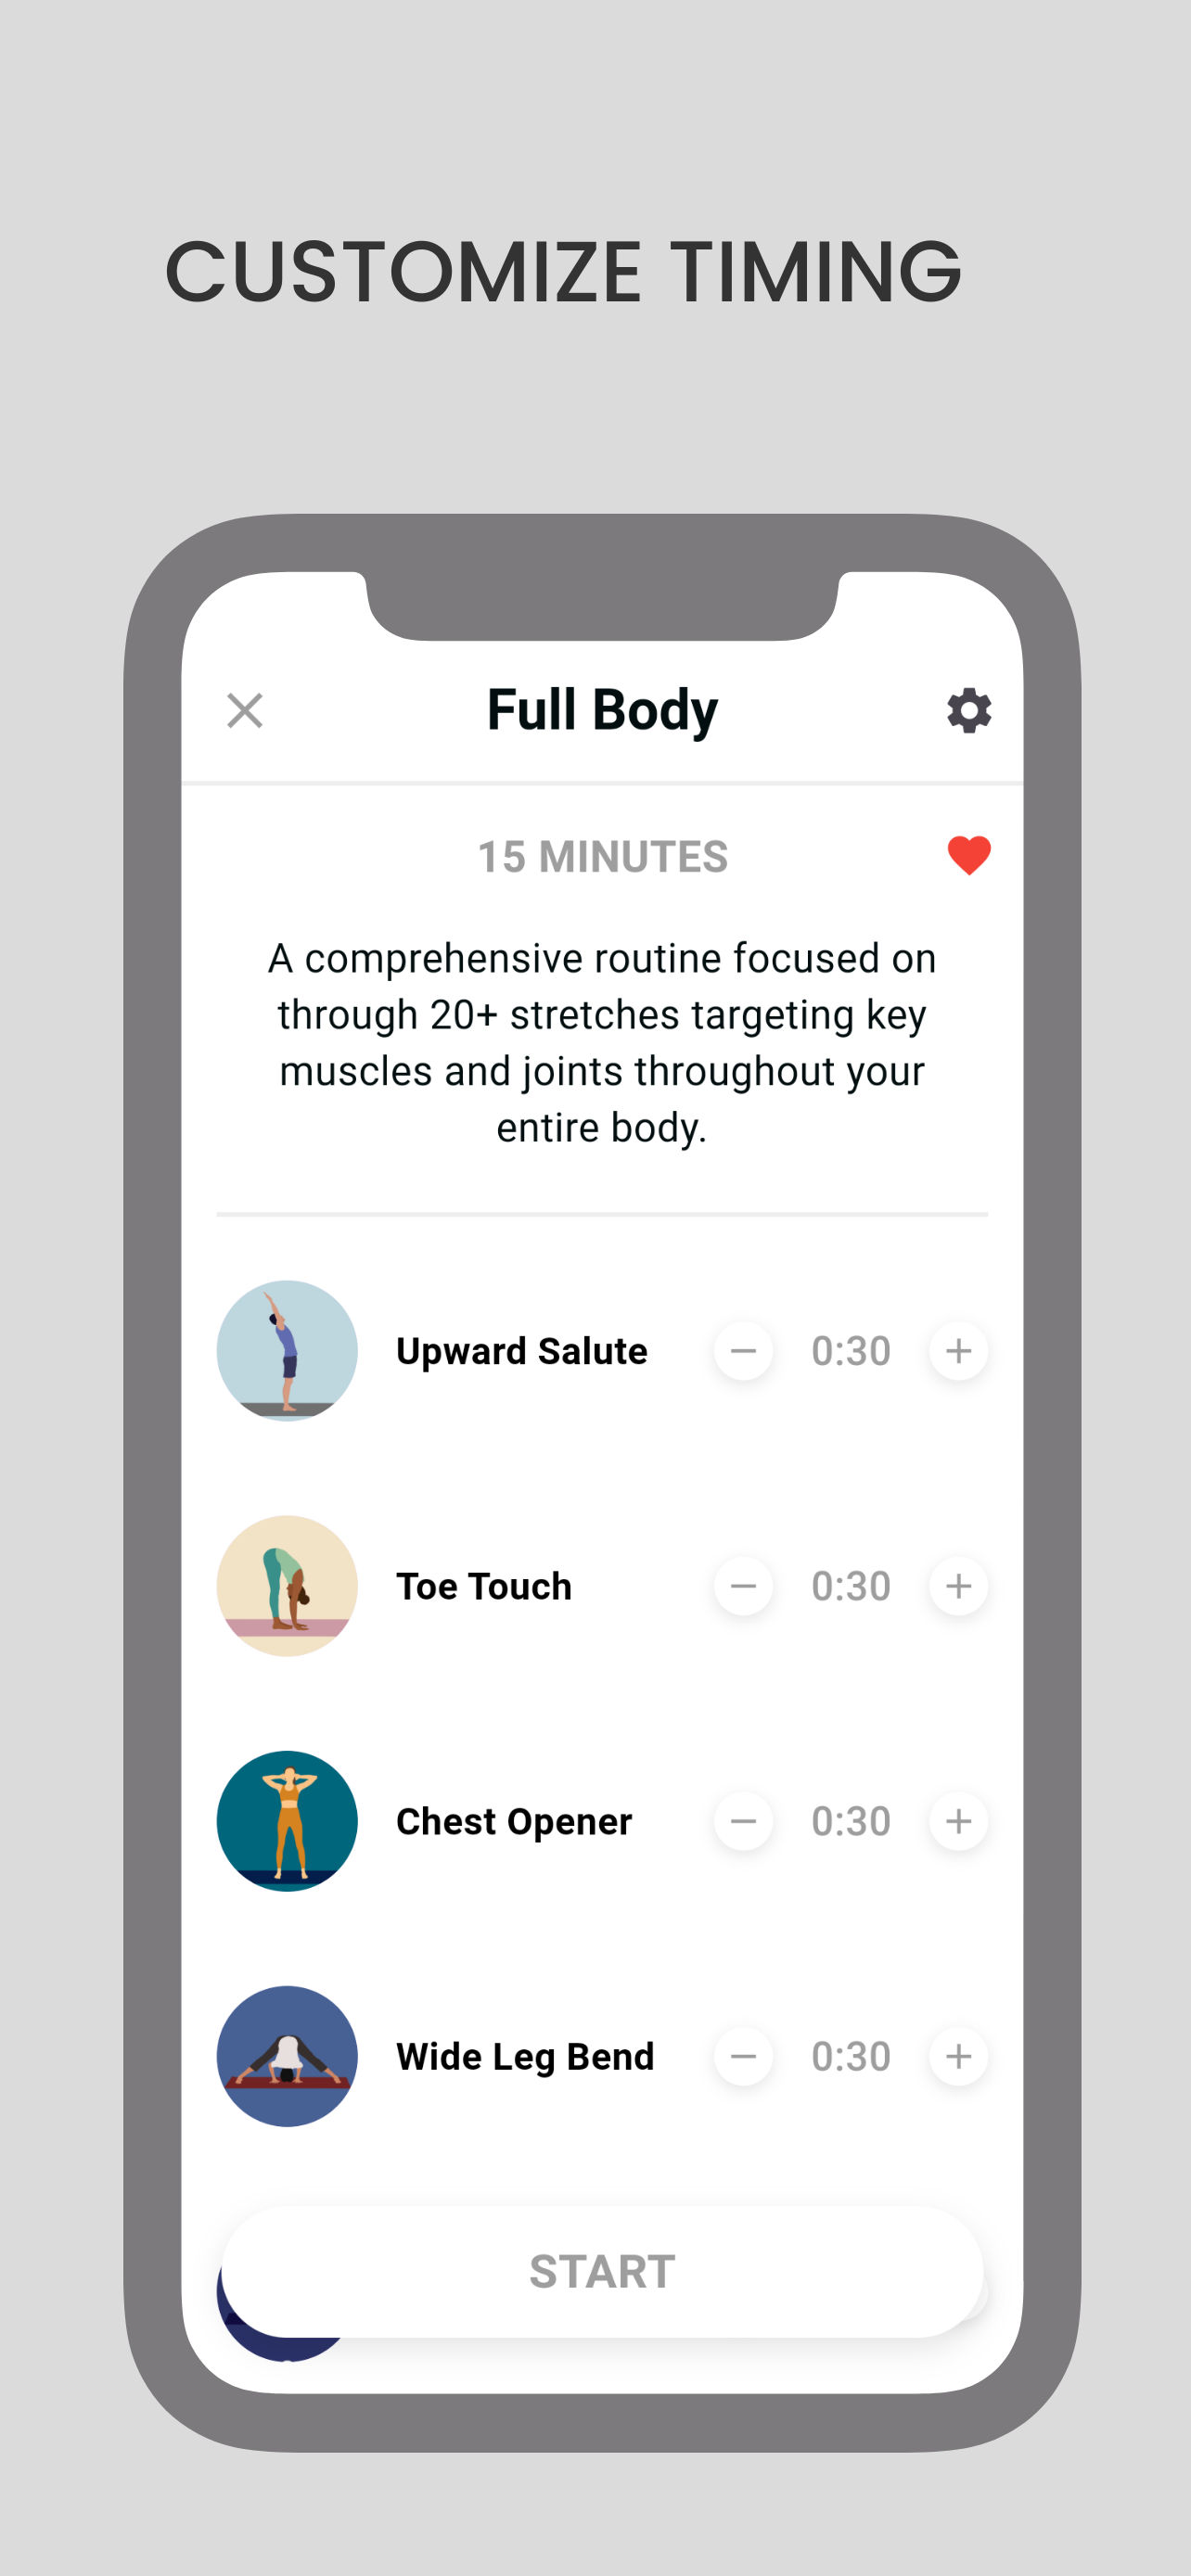 CUSTOMIZE TIMING
Full Body
15 MINUTES
A comprehensive routine focused on
through 20+ stretches targeting key
muscles and joints throughout your
entire body.
Upward Salute 0:30
Toe Touch 0:30
Chest Opener 0:30
Wide Leg Bend 0:30
START